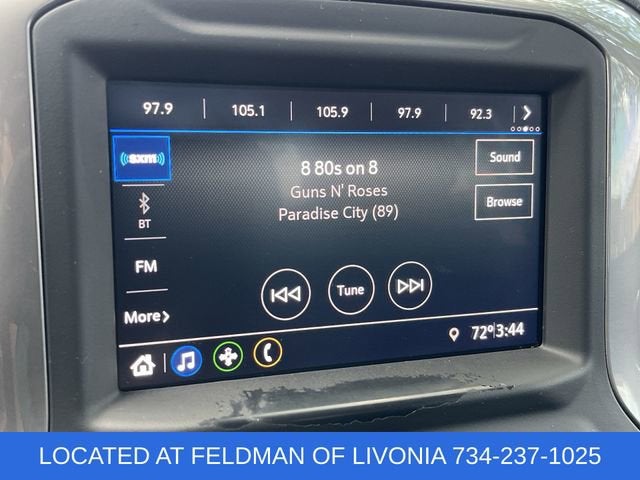 97.9 105.1 105.9 97.9 92.3 >
((sxm)) 8 80s on 8 Sound
Guns N' Roses
Paradise City (89)
Browse
BT
FM
Tune
More >
72° 3:44
LOCATED AT FELDMAN OF LIVONIA 734-237-1025